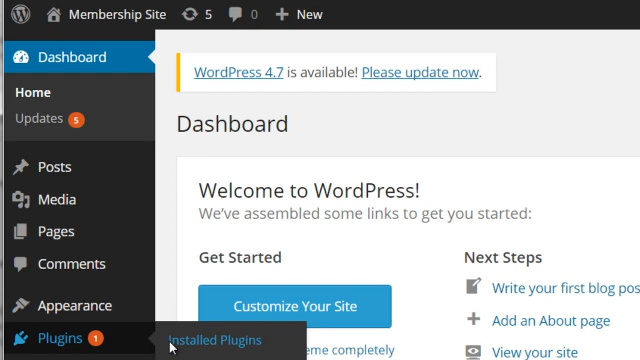 Membership Site 5 0 New
Dashboard
Home
Updates 5
Posts
Media
Pages
Comments
Appearance
Plugins 1
Installed Plugins
WordPress 4.7 is available! Please update now.
Dashboard
Welcome to WordPress!
We've assembled some links to get you started:
Get Started
Customize Your Site
eme completely
Next Steps
Write your first blog pos
Add an About page
View your site